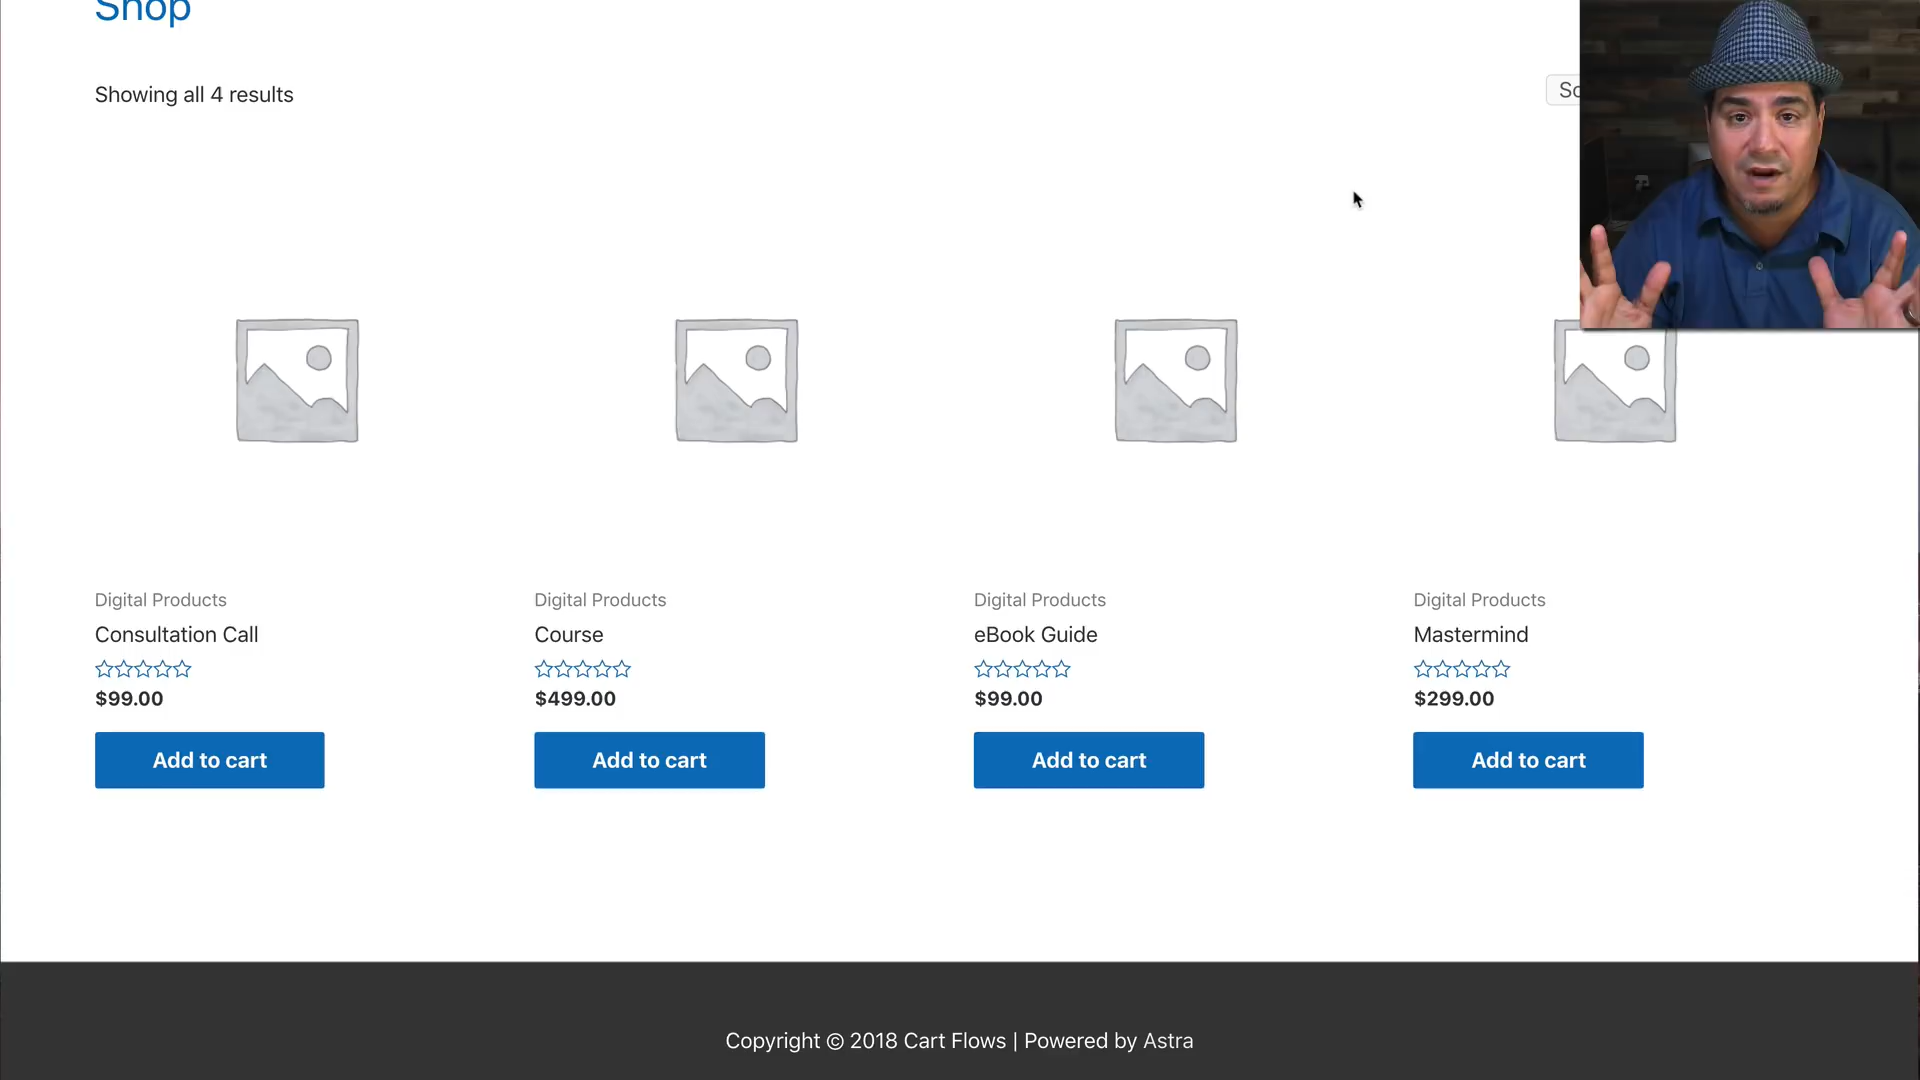 Shop
Showing all 4 results
Digital Products
Consultation Call
$99.00
Add to cart
Digital Products
Course
$499.00
Add to cart
Digital Products
eBook Guide
$99.00
Add to cart
Digital Products
Mastermind
$299.00
Add to cart
Copyright © 2018 Cart Flows | Powered by Astra